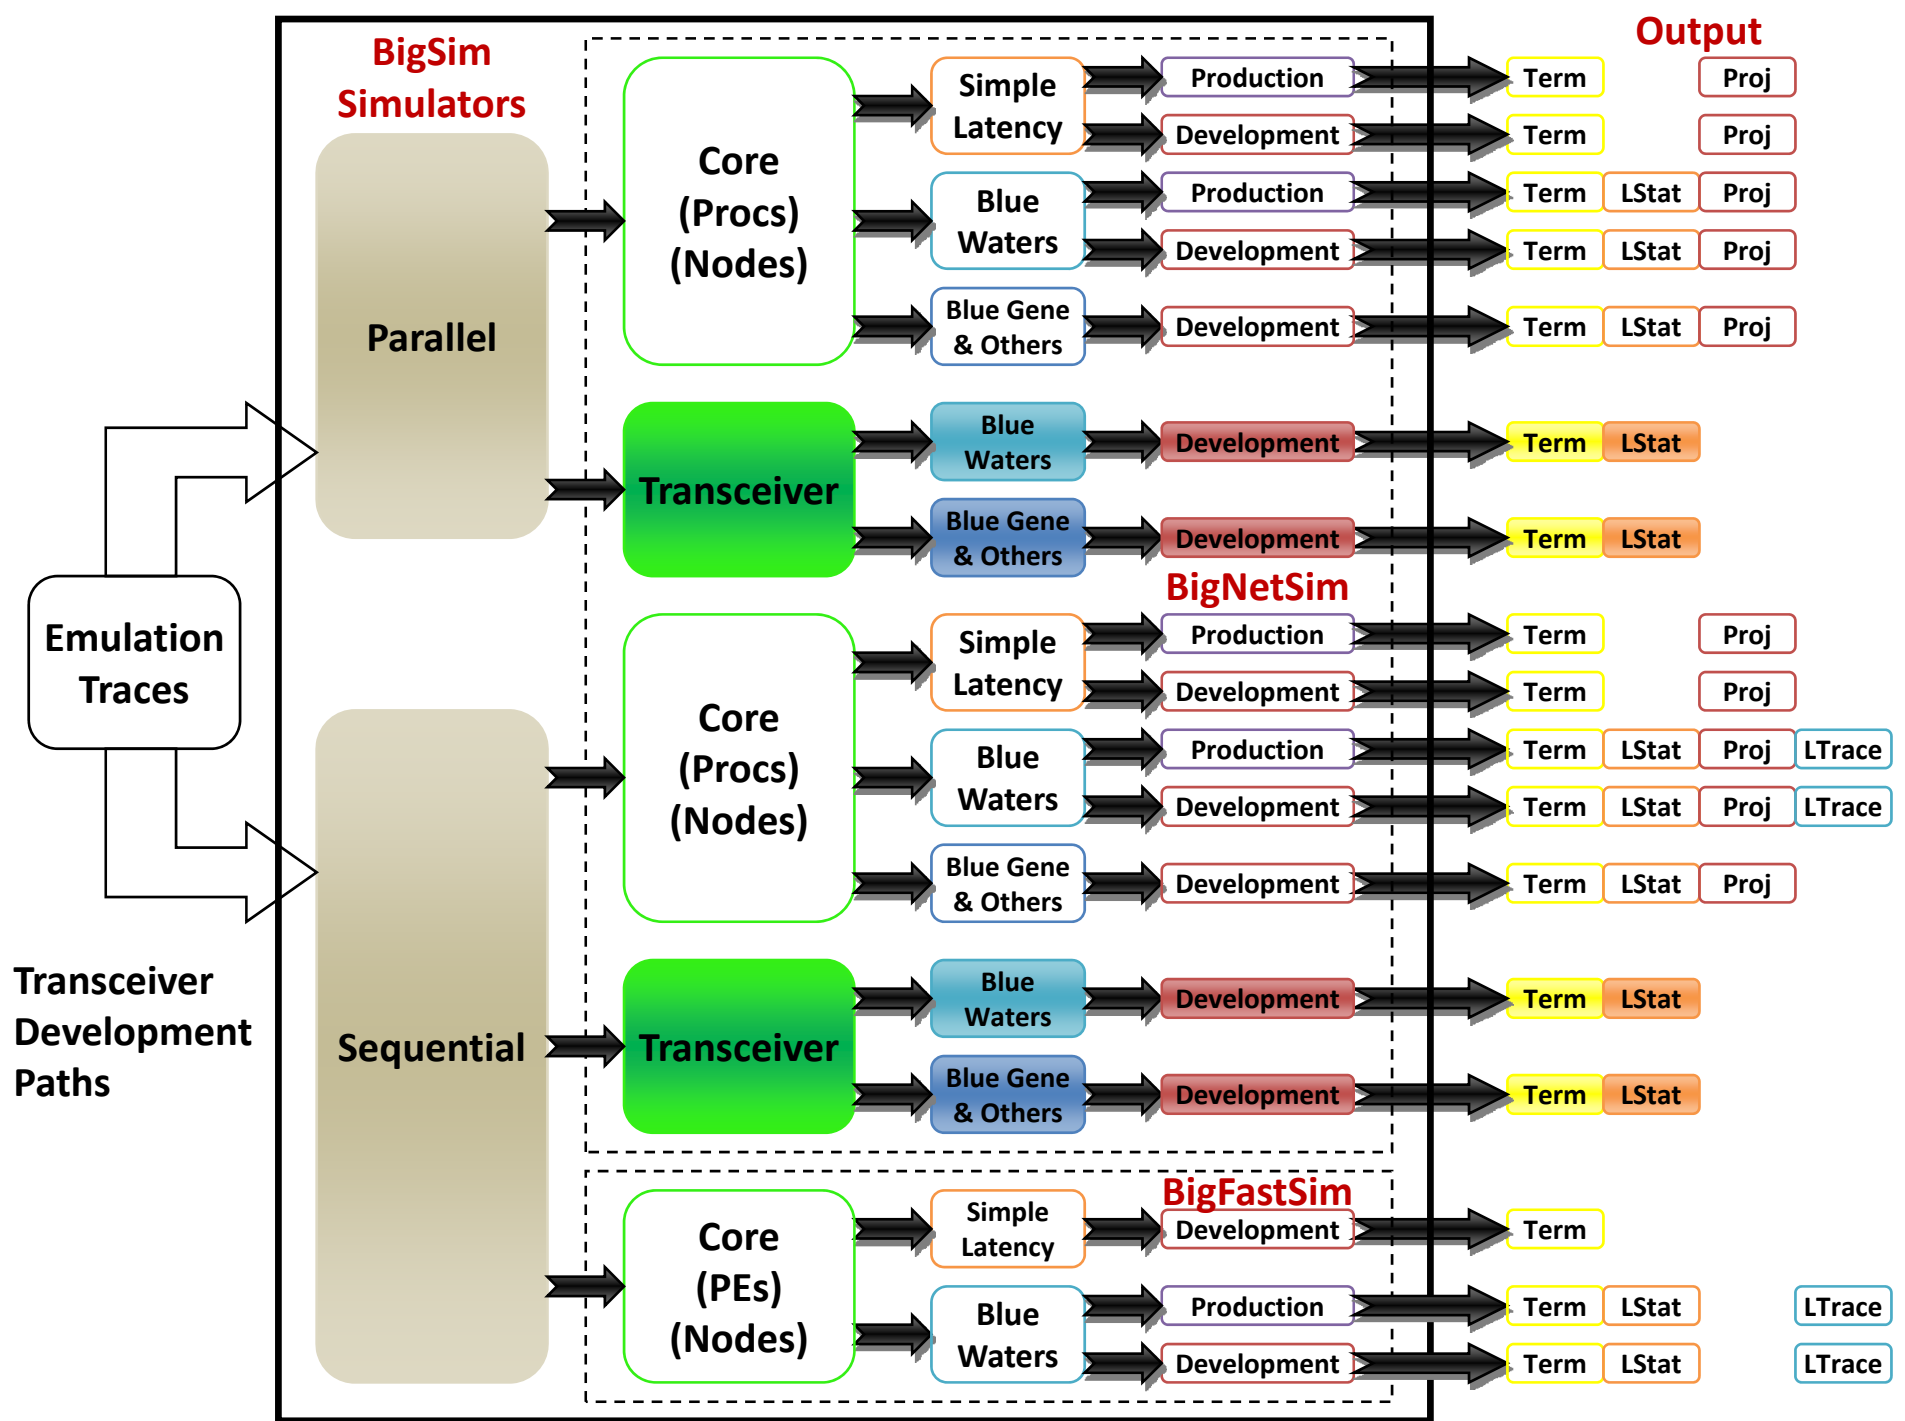 BigSim
Simulators
Output
Emulation
Traces
Transceiver
Development
Paths
Parallel
Core
(Procs)
(Nodes)
Simple
Latency
Production
Term
Proj
Development
Term
Proj
Blue
Waters
Production
Term
LStat
Proj
Development
Term
LStat
Proj
Blue Gene
& Others
Development
Term
LStat
Proj
Transceiver
Blue
Waters
Development
Term
LStat
Blue Gene
& Others
Development
Term
LStat
BigNetSim
Sequential
Core
(Procs)
(Nodes)
Simple
Latency
Production
Term
Proj
Development
Term
Proj
Blue
Waters
Production
Term
LStat
Proj
LTrace
Development
Term
LStat
Proj
LTrace
Blue Gene
& Others
Development
Term
LStat
Proj
Transceiver
Blue
Waters
Development
Term
LStat
Blue Gene
& Others
Development
Term
LStat
BigFastSim
Core
(PEs)
(Nodes)
Simple
Latency
Development
Term
Blue
Waters
Production
Term
LStat
LTrace
Development
Term
LStat
LTrace